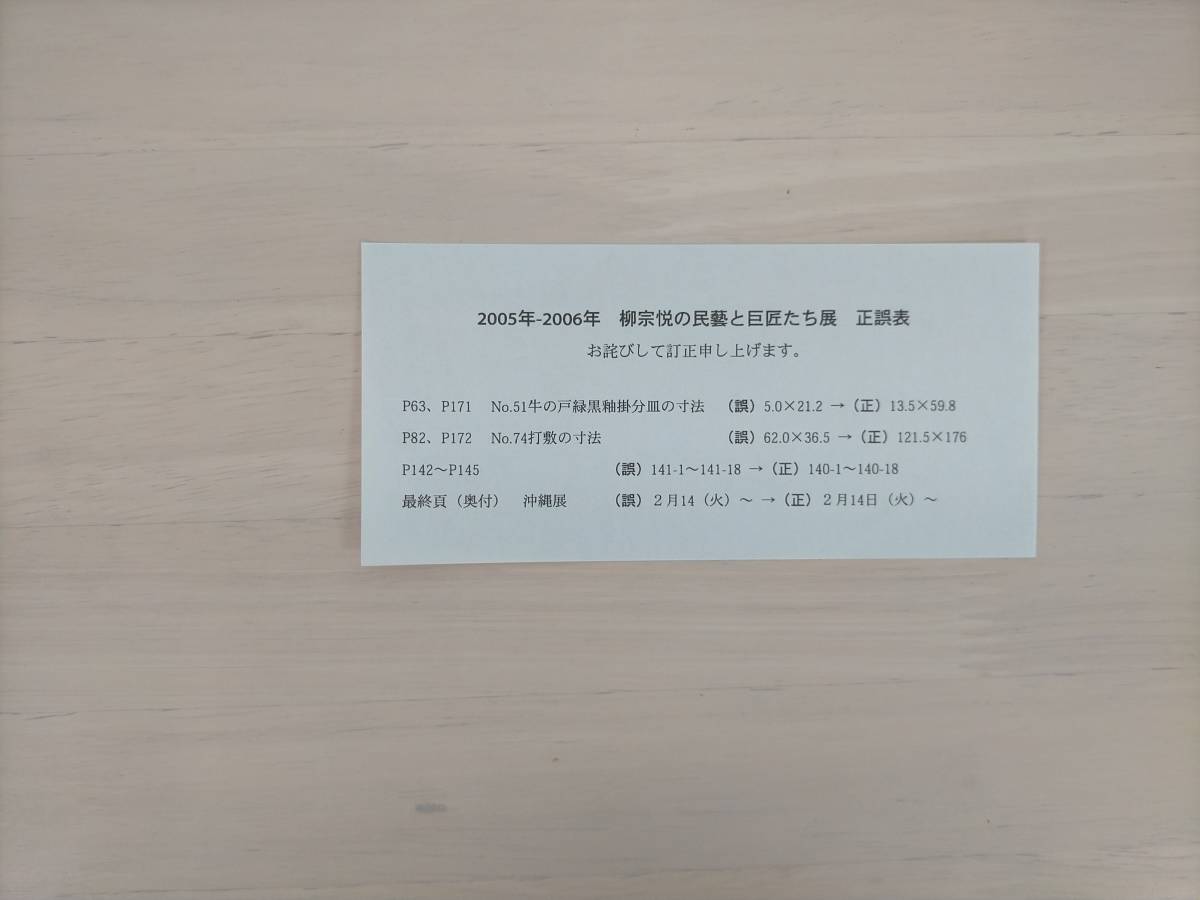 2005年-2006年　柳宗悦の民藝と巨匠たち展　正誤表
お詫びして訂正申し上げます。
P63、P171　No.51牛の戸緑黒釉掛分皿の寸法　（誤）5.0×21.2 →（正）13.5×59.8
P82、P172　No.74打敷の寸法　（誤）62.0×36.5 →（正）121.5×176
P142～P145　（誤）141-1～141-18 →（正）140-1～140-18
最終頁（奥付）　沖縄展　（誤）２月14（火）～ →（正）２月14日（火）～